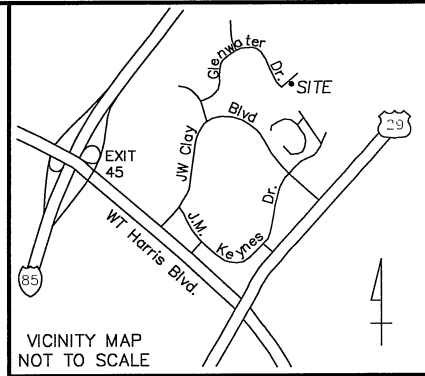 Glenwater Dr.
SITE
29
Blvd
JW Clay
EXIT
45
J.M. Keynes Dr.
WT Harris Blvd.
85
VICINITY MAP
NOT TO SCALE